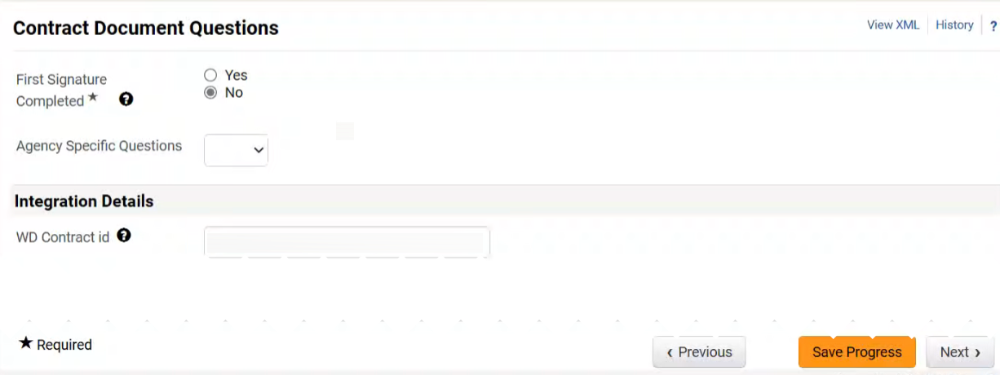 Contract Document Questions
View XML History ?
First Signature
Completed ★ ?
Yes
No
Agency Specific Questions
Integration Details
WD Contract id ?
★ Required
‹ Previous
Save Progress
Next ›